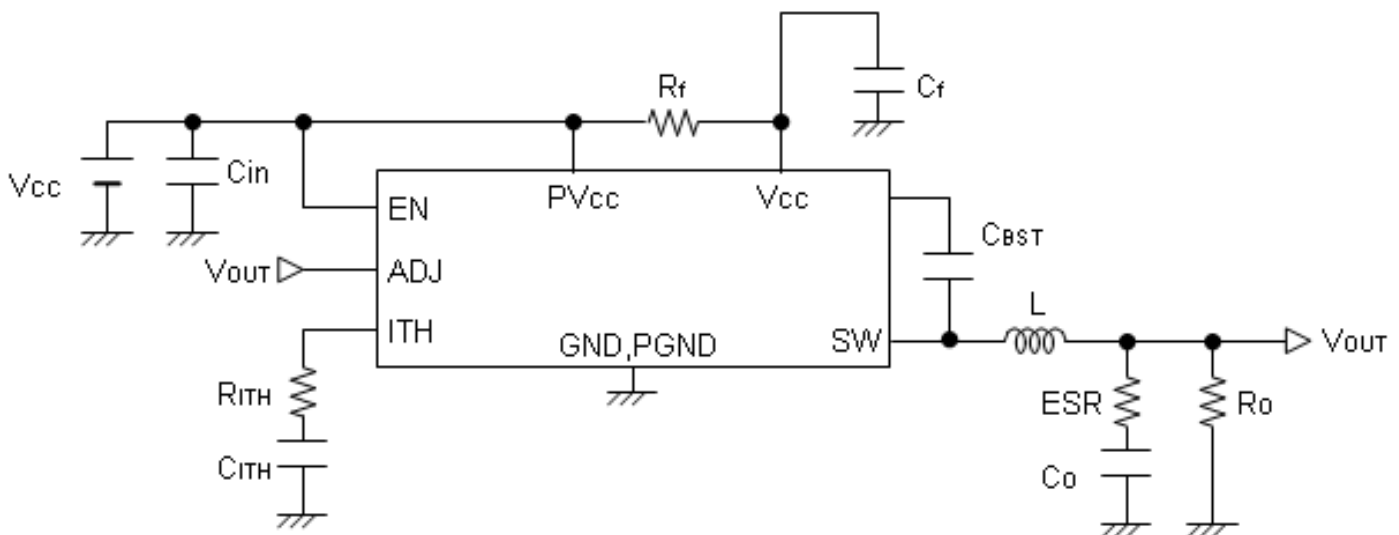 Rf
Cf
Vcc
Cin
PVcc
Vcc
EN
CBST
VOUT
ADJ
L
ITH
GND,PGND
SW
VOUT
RITH
ESR
Ro
CITH
Co